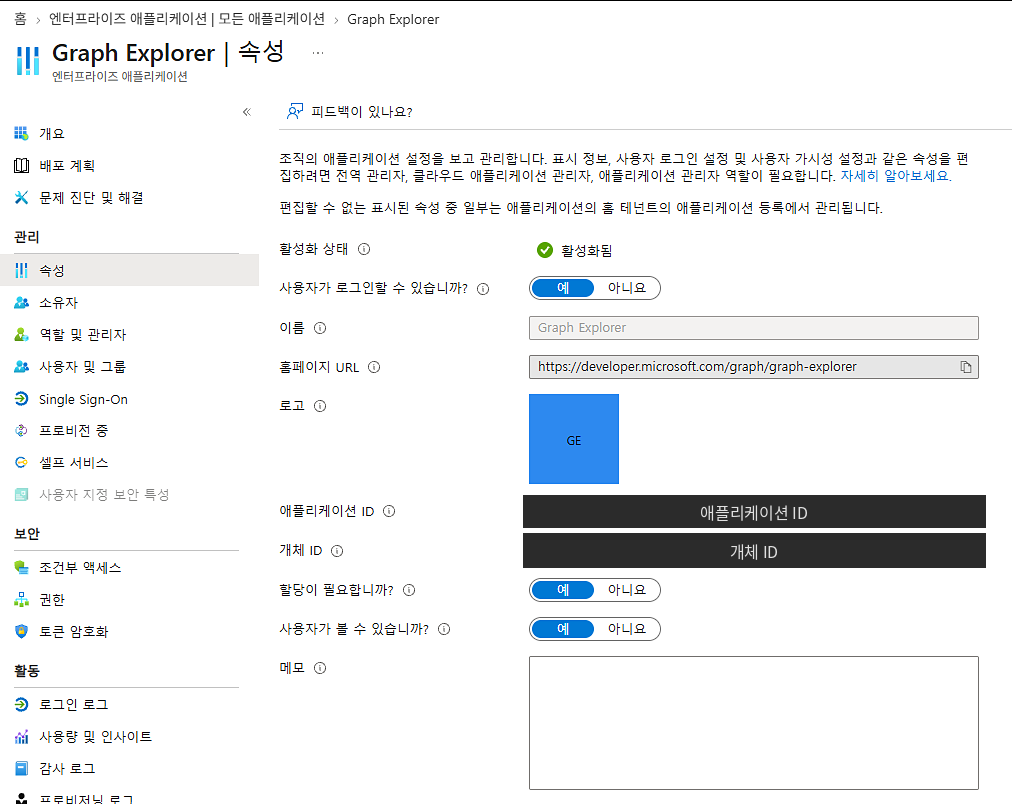 홈 > 엔터프라이즈 애플리케이션 | 모든 애플리케이션 > Graph Explorer
Graph Explorer | 속성 ...
엔터프라이즈 애플리케이션
«
개요
배포 계획
문제 진단 및 해결
관리
속성
소유자
역할 및 관리자
사용자 및 그룹
Single Sign-On
프로비전 중
셀프 서비스
사용자 지정 보안 특성
보안
조건부 액세스
권한
토큰 암호화
활동
로그인 로그
사용량 및 인사이트
감사 로그
프로비저닝 로그
피드백이 있나요?
조직의 애플리케이션 설정을 보고 관리합니다. 표시 정보, 사용자 로그인 설정 및 사용자 가시성 설정과 같은 속성을 편
집하려면 전역 관리자, 클라우드 애플리케이션 관리자, 애플리케이션 관리자 역할이 필요합니다. 자세히 알아보세요.
편집할 수 없는 표시된 속성 중 일부는 애플리케이션의 홈 테넌트의 애플리케이션 등록에서 관리됩니다.
활성화 상태 활성화됨
사용자가 로그인할 수 있습니까? 예 아니요
이름 Graph Explorer
홈페이지 URL https://developer.microsoft.com/graph/graph-explorer
로고 GE
애플리케이션 ID 애플리케이션 ID
개체 ID 개체 ID
할당이 필요합니까? 예 아니요
사용자가 볼 수 있습니까? 예 아니요
메모